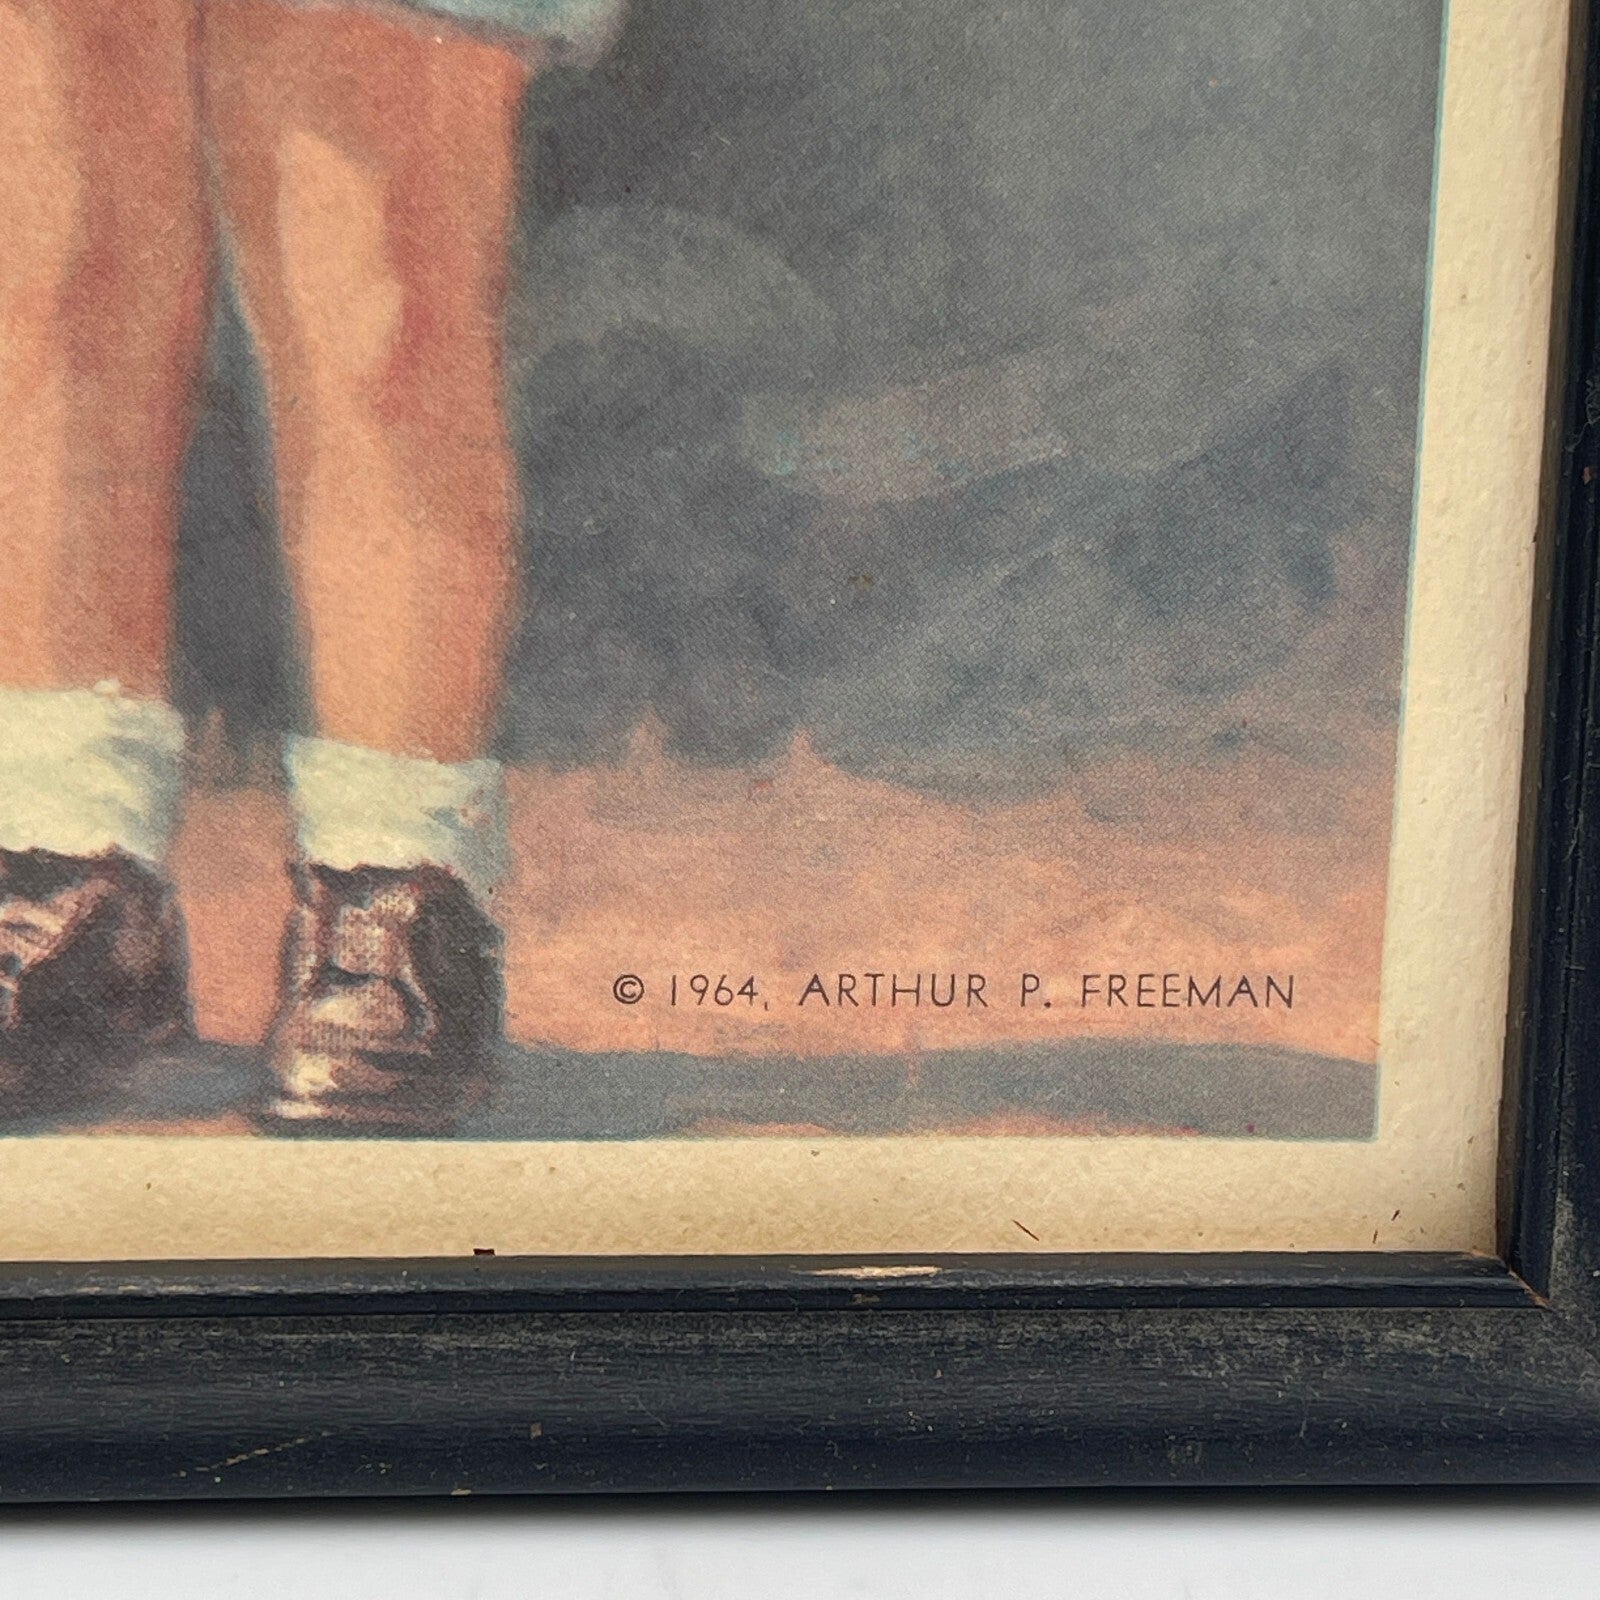 © 1964, ARTHUR P. FREEMAN